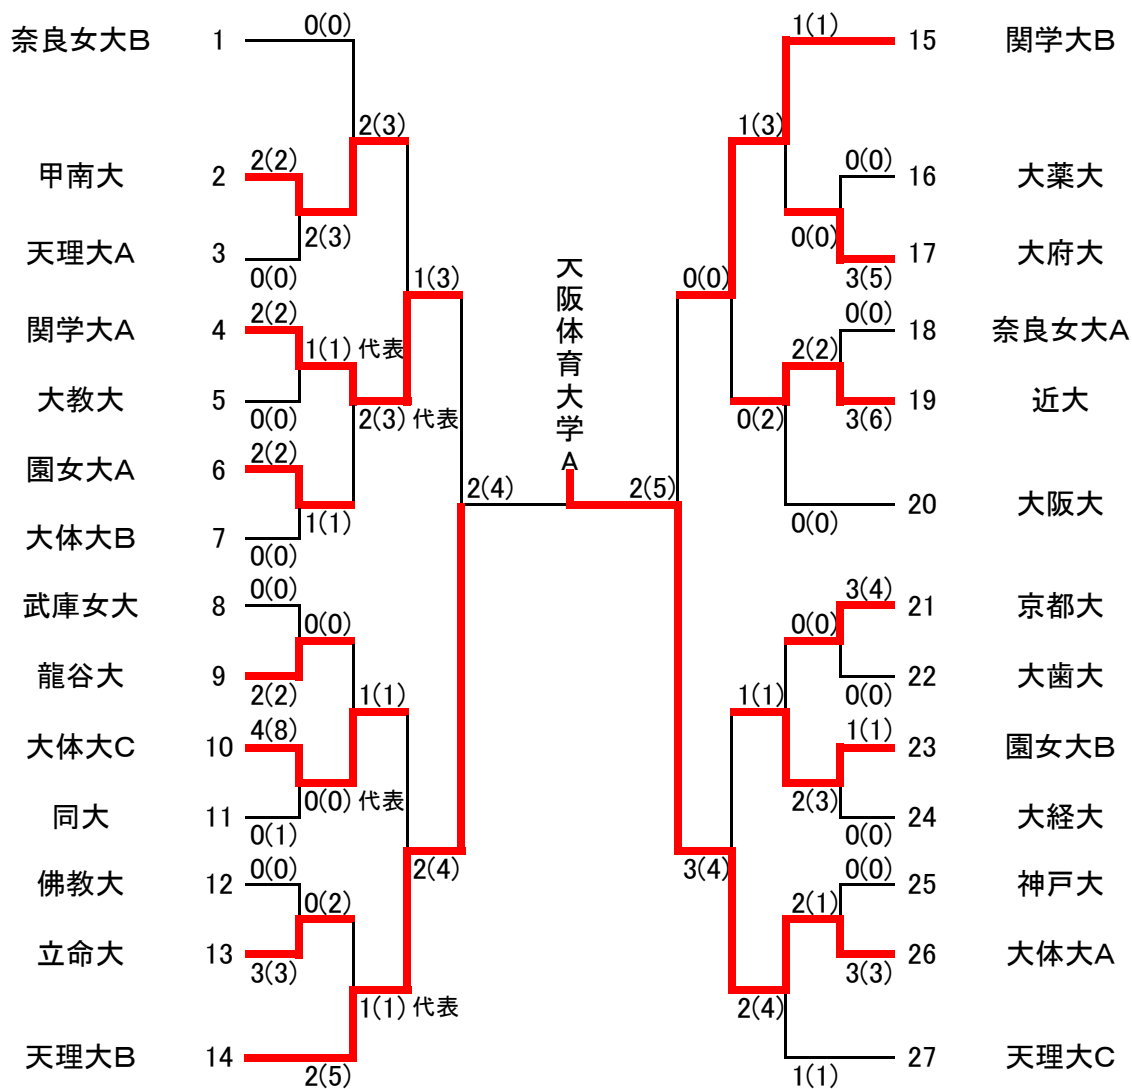 奈良女大B 1 0(0)
2(3)
甲南大 2 2(2)
2(3)
天理大A 3 0(0)
1(3)
関学大A 4 2(2)
1(1) 代表
大教大 5 0(0)
2(3) 代表
園女大A 6 2(2)
1(1)
大体大B 7 0(0)
2(4)
武庫女大 8 0(0)
0(0)
龍谷大 9 2(2)
1(1)
大体大C 10 4(8)
0(0) 代表
同大 11 0(1)
2(4)
佛教大 12 0(0)
0(2)
立命大 13 3(3)
1(1) 代表
天理大B 14 2(5)
大阪体育大学A
1(1) 15 関学大B
1(3)
0(0) 16 大薬大
0(0)
3(5) 17 大府大
0(0)
0(0) 18 奈良女大A
2(2)
3(6) 19 近大
0(2)
0(0) 20 大阪大
2(5)
3(4) 21 京都大
0(0)
0(0) 22 大歯大
1(1)
1(1) 23 園女大B
2(3)
0(0) 24 大経大
3(4)
0(0) 25 神戸大
2(1)
3(3) 26 大体大A
2(4)
1(1) 27 天理大C